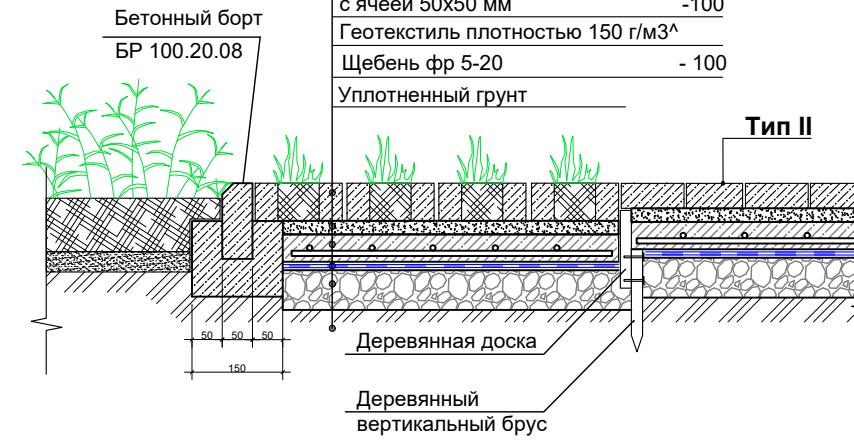 Бетонный борт
БР 100.20.08
с ячеей 50х50 мм -100
Геотекстиль плотностью 150 г/м3^
Щебень фр 5-20 - 100
Уплотненный грунт
Тип II
50 50 50
150
Деревянная доска
Деревянный
вертикальный брус